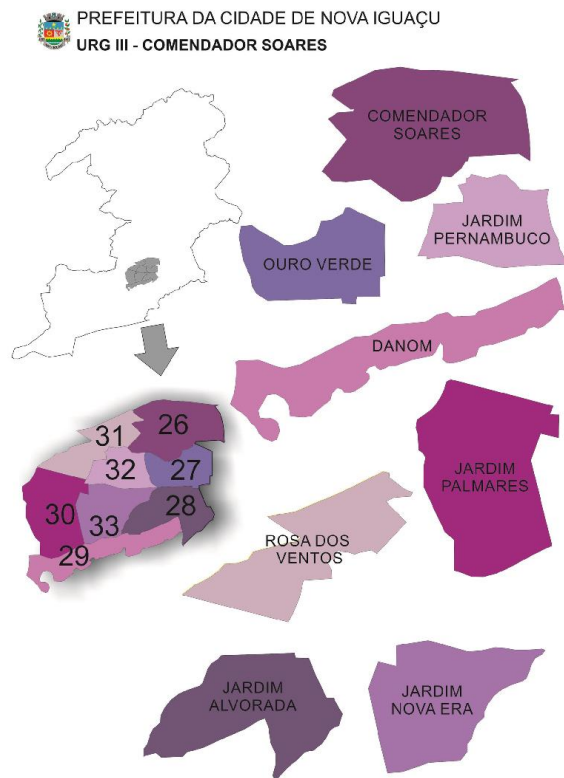 PREFEITURA DA CIDADE DE NOVA IGUAÇU
URG III - COMENDADOR SOARES
COMENDADOR
SOARES
JARDIM
PERNAMBUCO
OURO VERDE
DANOM
31
26
32
27
30
33
28
29
JARDIM
PALMARES
ROSA DOS
VENTOS
JARDIM
ALVORADA
JARDIM
NOVA ERA